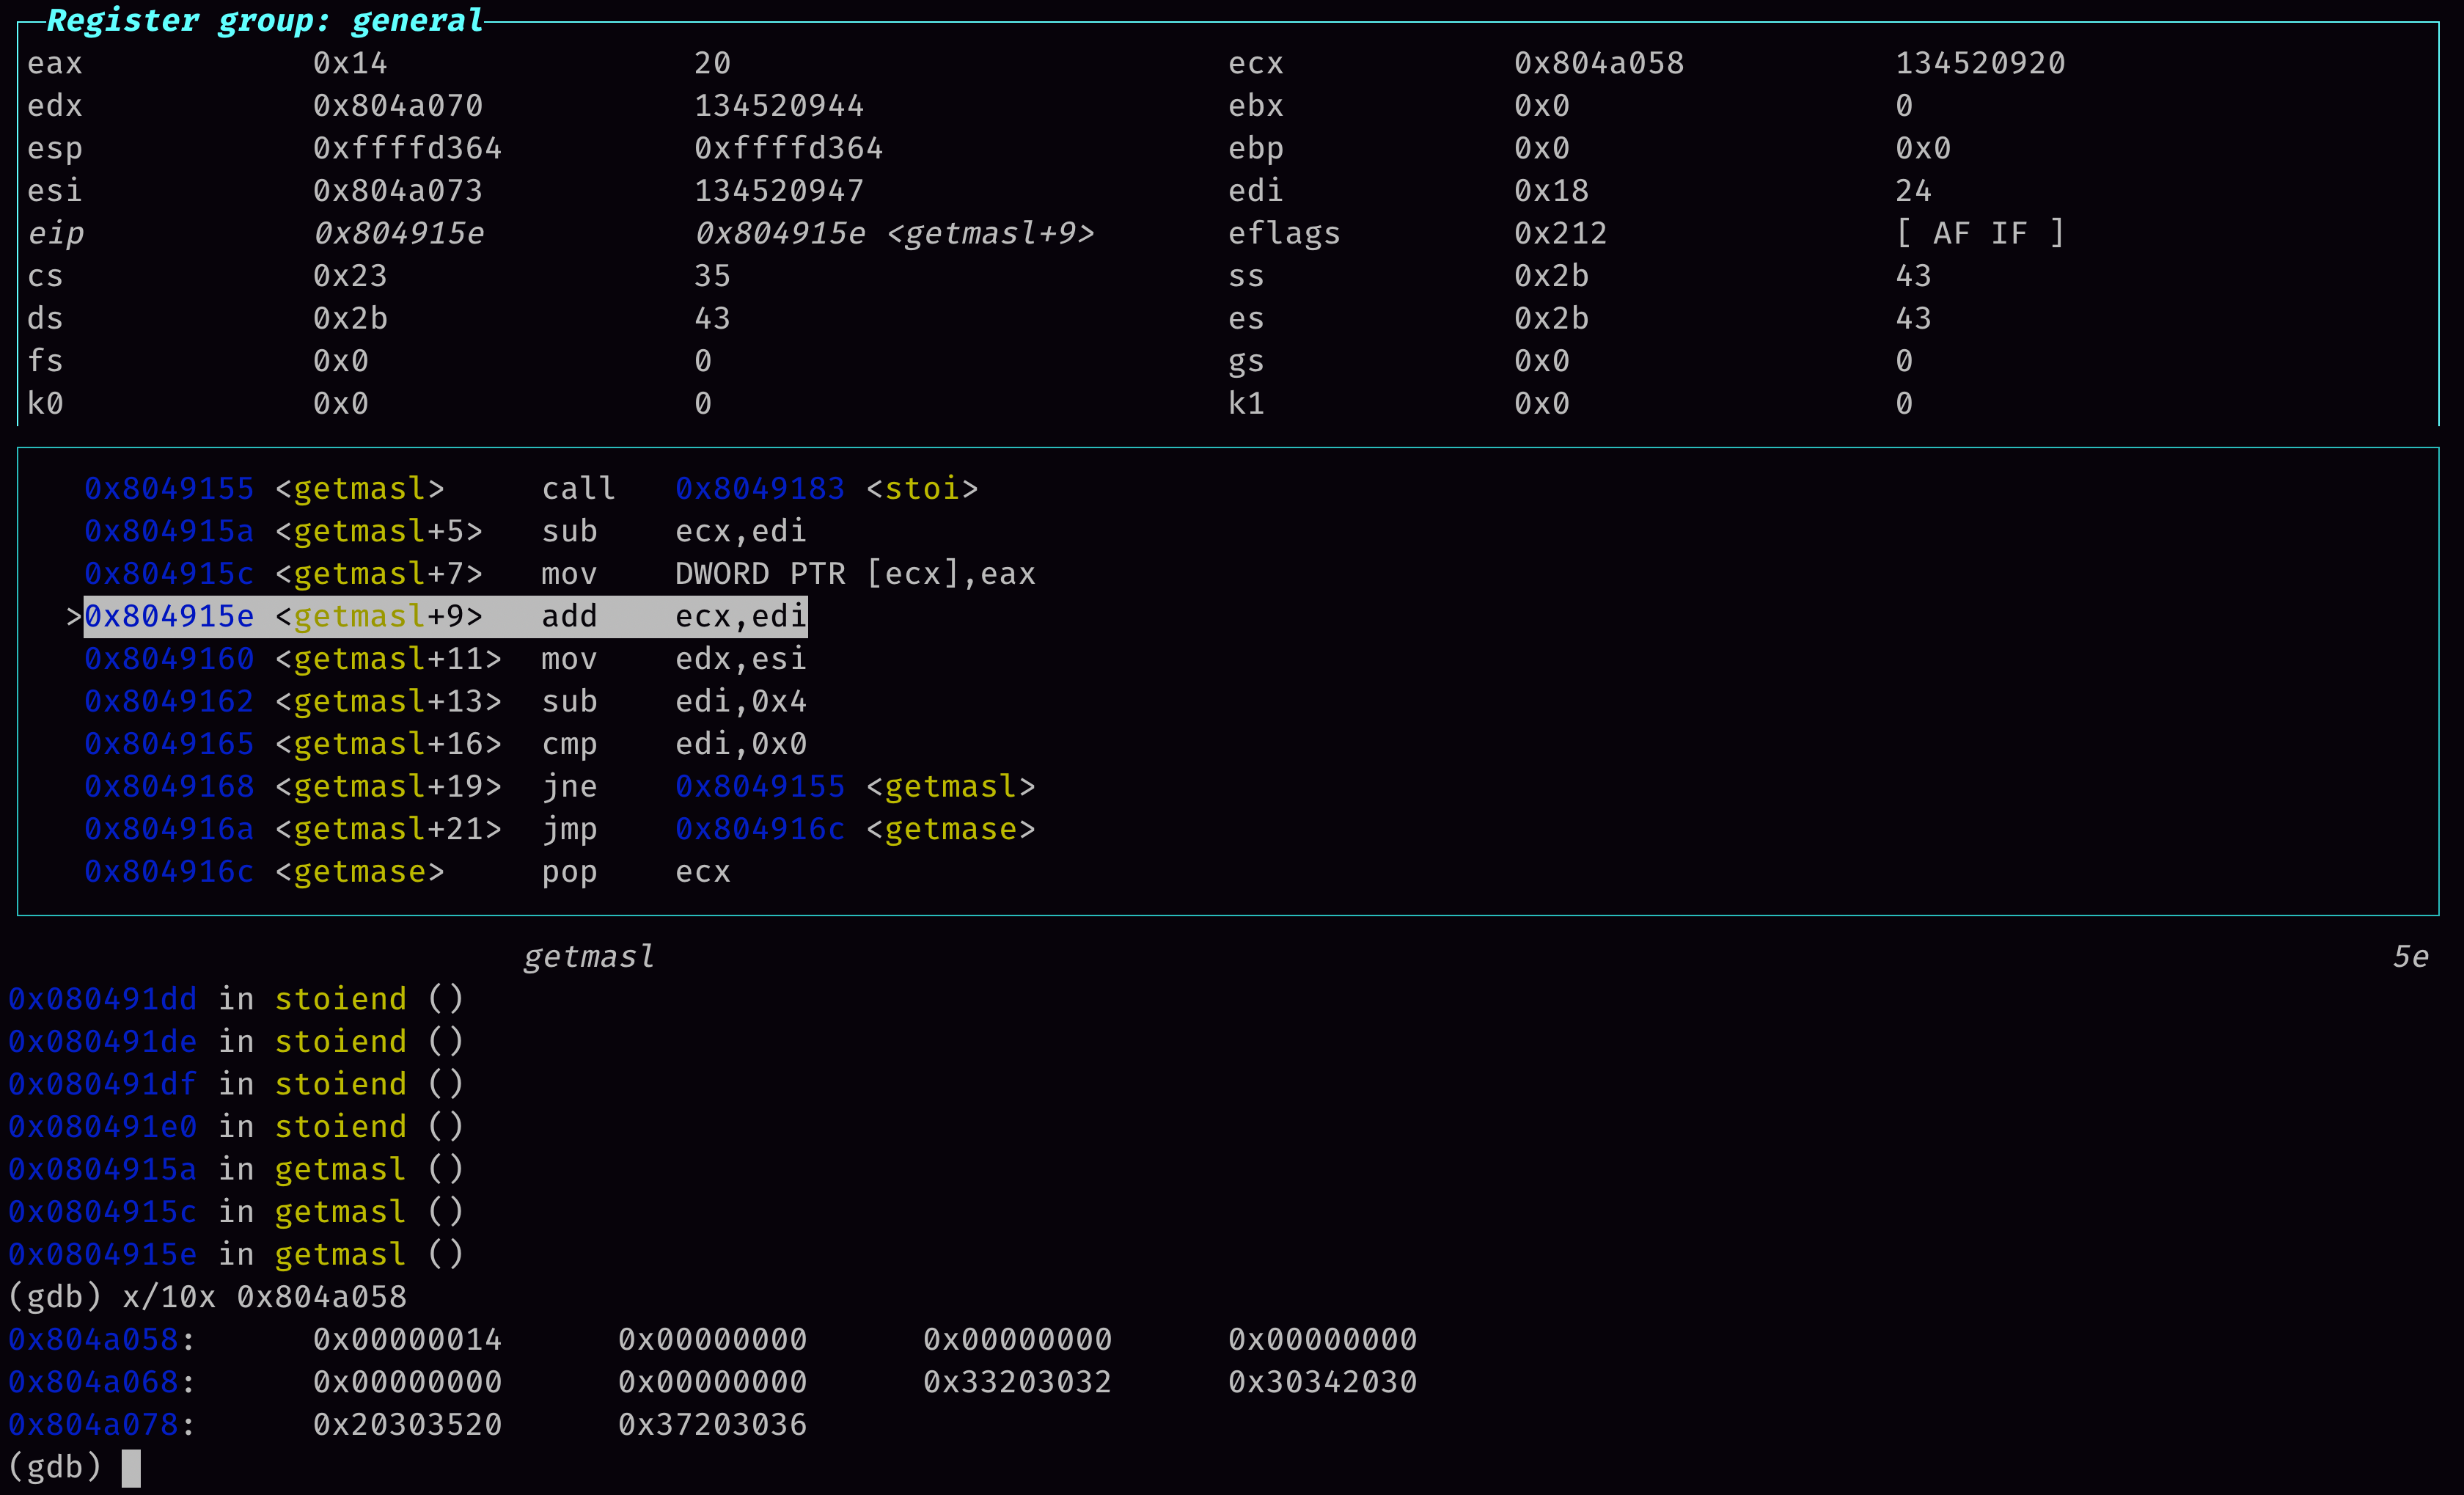 Register group: general
eax 0x14 20 ecx 0x804a058 134520920
edx 0x804a070 134520944 ebx 0x0 0
esp 0xffffd364 0xffffd364 ebp 0x0 0x0
esi 0x804a073 134520947 edi 0x18 24
eip 0x804915e 0x804915e <getmasl+9> eflags 0x212 [ AF IF ]
cs 0x23 35 ss 0x2b 43
ds 0x2b 43 es 0x2b 43
fs 0x0 0 gs 0x0 0
k0 0x0 0 k1 0x0 0
0x8049155 <getmasl> call 0x8049183 <stoi>
0x804915a <getmasl+5> sub ecx,edi
0x804915c <getmasl+7> mov DWORD PTR [ecx],eax
>0x804915e <getmasl+9> add ecx,edi
0x8049160 <getmasl+11> mov edx,esi
0x8049162 <getmasl+13> sub edi,0x4
0x8049165 <getmasl+16> cmp edi,0x0
0x8049168 <getmasl+19> jne 0x8049155 <getmasl>
0x804916a <getmasl+21> jmp 0x804916c <getmase>
0x804916c <getmase> pop ecx
getmasl 5e
0x080491dd in stoiend ()
0x080491de in stoiend ()
0x080491df in stoiend ()
0x080491e0 in stoiend ()
0x0804915a in getmasl ()
0x0804915c in getmasl ()
0x0804915e in getmasl ()
(gdb) x/10x 0x804a058
0x804a058: 0x00000014 0x00000000 0x00000000 0x00000000
0x804a068: 0x00000000 0x00000000 0x33203032 0x30342030
0x804a078: 0x20303520 0x37203036
(gdb)